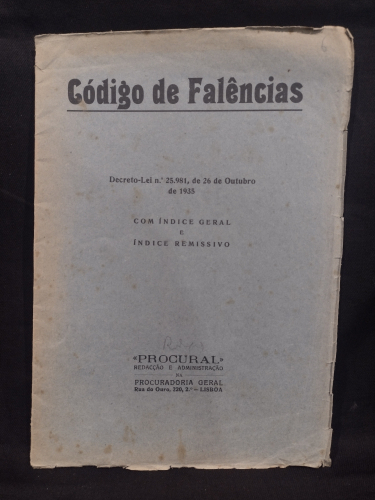 Código de Falências
Decreto-Lei n.º 25.981, de 26 de Outubro
de 1935
COM ÍNDICE GERAL
E
ÍNDICE REMISSIVO
«PROCURAL»
REDACÇÃO E ADMINISTRAÇÃO
NA
PROCURADORIA GERAL
Rua do Ouro, 220, 2.º — LISBOA